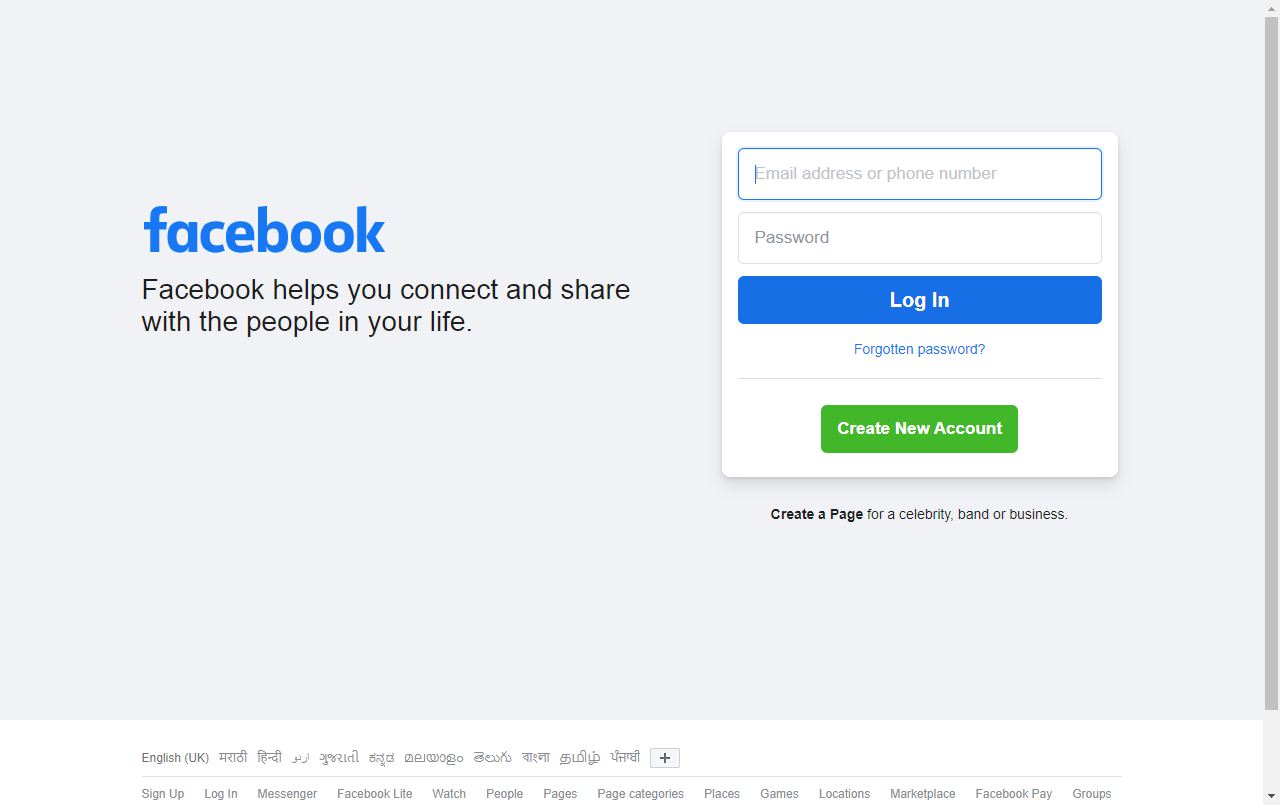 facebook
Facebook helps you connect and share
with the people in your life.
Email address or phone number
Password
Log In
Forgotten password?
Create New Account
Create a Page for a celebrity, band or business.
English (UK) मराठी हिन्दी اردو ગુજરાતી ಕನ್ನಡ മലയാളം తెలుగు বাংলা தமிழ் ਪੰਜਾਬੀ
Sign Up Log In Messenger Facebook Lite Watch People Pages Page categories Places Games Locations Marketplace Facebook Pay Groups